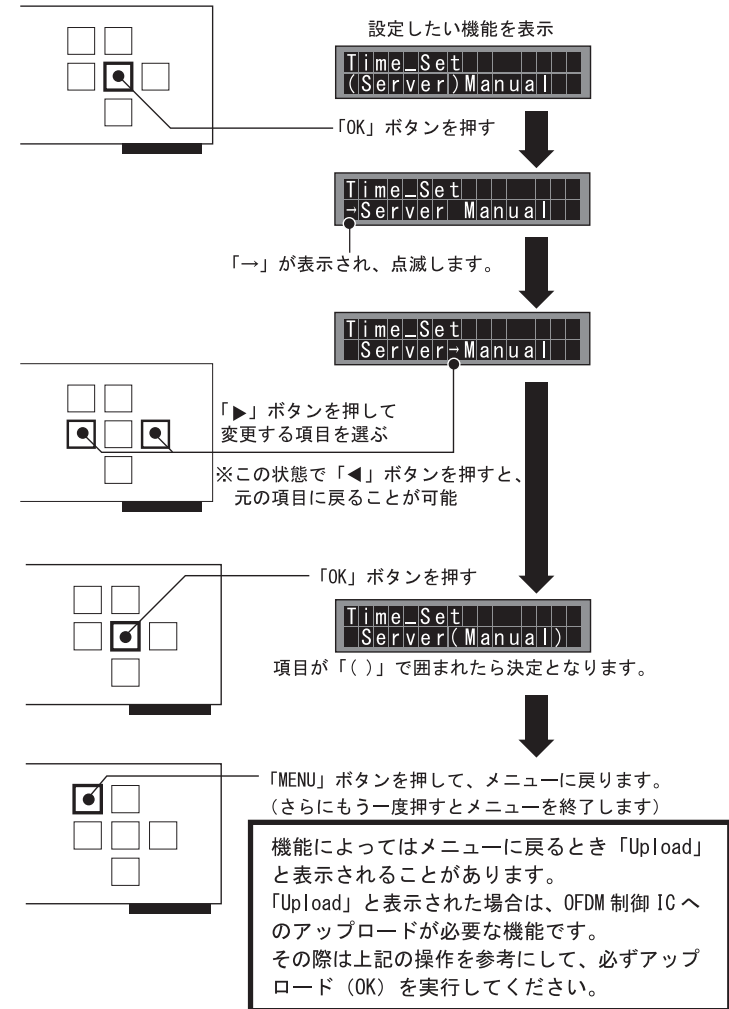 設定したい機能を表示
Time_Set
(Server)Manual
「OK」ボタンを押す
Time_Set
→Server Manual
「→」が表示され、点滅します。
Time_Set
Server→Manual
「▶」ボタンを押して
変更する項目を選ぶ
※この状態で「◀」ボタンを押すと、
元の項目に戻ることが可能
「OK」ボタンを押す
Time_Set
Server(Manual)
項目が「( )」で囲まれたら決定となります。
「MENU」ボタンを押して、メニューに戻ります。
（さらにもう一度押すとメニューを終了します）
機能によってはメニューに戻るとき「Upload」
と表示されることがあります。
「Upload」と表示された場合は、OFDM 制御 IC へ
のアップロードが必要な機能です。
その際は上記の操作を参考にして、必ずアップ
ロード（OK）を実行してください。